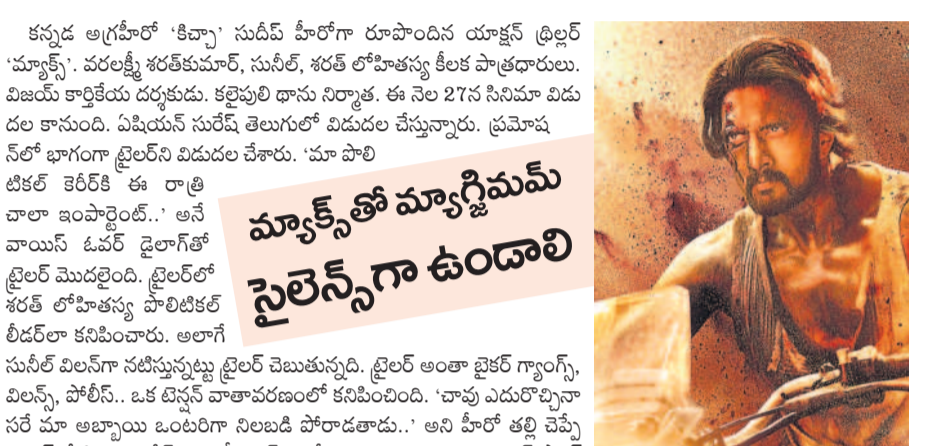 కన్నడ అగ్రహీరో ‘కిచ్చా’ సుదీప్ హీరోగా రూపొందిన యాక్షన్ థ్రిల్లర్
‘మ్యాక్స్’. వరలక్ష్మీ శరత్‌కుమార్, సునీల్, శరత్ లోహితస్య కీలక పాత్రధారులు.
విజయ్ కార్తికేయ దర్శకుడు. కలైపులి థాను నిర్మాత. ఈ నెల 27న సినిమా విడు
దల కానుంది. ఏషియన్ సురేష్ తెలుగులో విడుదల చేస్తున్నారు. ప్రమోష
న్‌లో భాగంగా ట్రైలర్‌ని విడుదల చేశారు. ‘మా పొలి
టికల్ కెరీర్‌కి ఈ రాత్రి
చాలా ఇంపార్టెంట్..’ అనే
వాయిస్ ఓవర్ డైలాగ్‌తో
ట్రైలర్ మొదలైంది. ట్రైలర్‌లో
శరత్ లోహితస్య పొలిటికల్
లీడర్‌లా కనిపించారు. అలాగే
మ్యాక్స్‌తో మ్యాగ్జిమమ్
సైలెన్స్‌గా ఉండాలి
సునీల్ విలన్‌గా నటిస్తున్నట్టు ట్రైలర్ చెబుతున్నది. ట్రైలర్ అంతా బైకర్ గ్యాంగ్స్,
విలన్స్, పోలీస్.. ఒక టెన్షన్ వాతావరణంలో కనిపించింది. ‘చావు ఎదురొచ్చినా
సరే మా అబ్బాయి ఒంటరిగా నిలబడి పోరాడతాడు..’ అని హీరో తల్లి చెప్పే